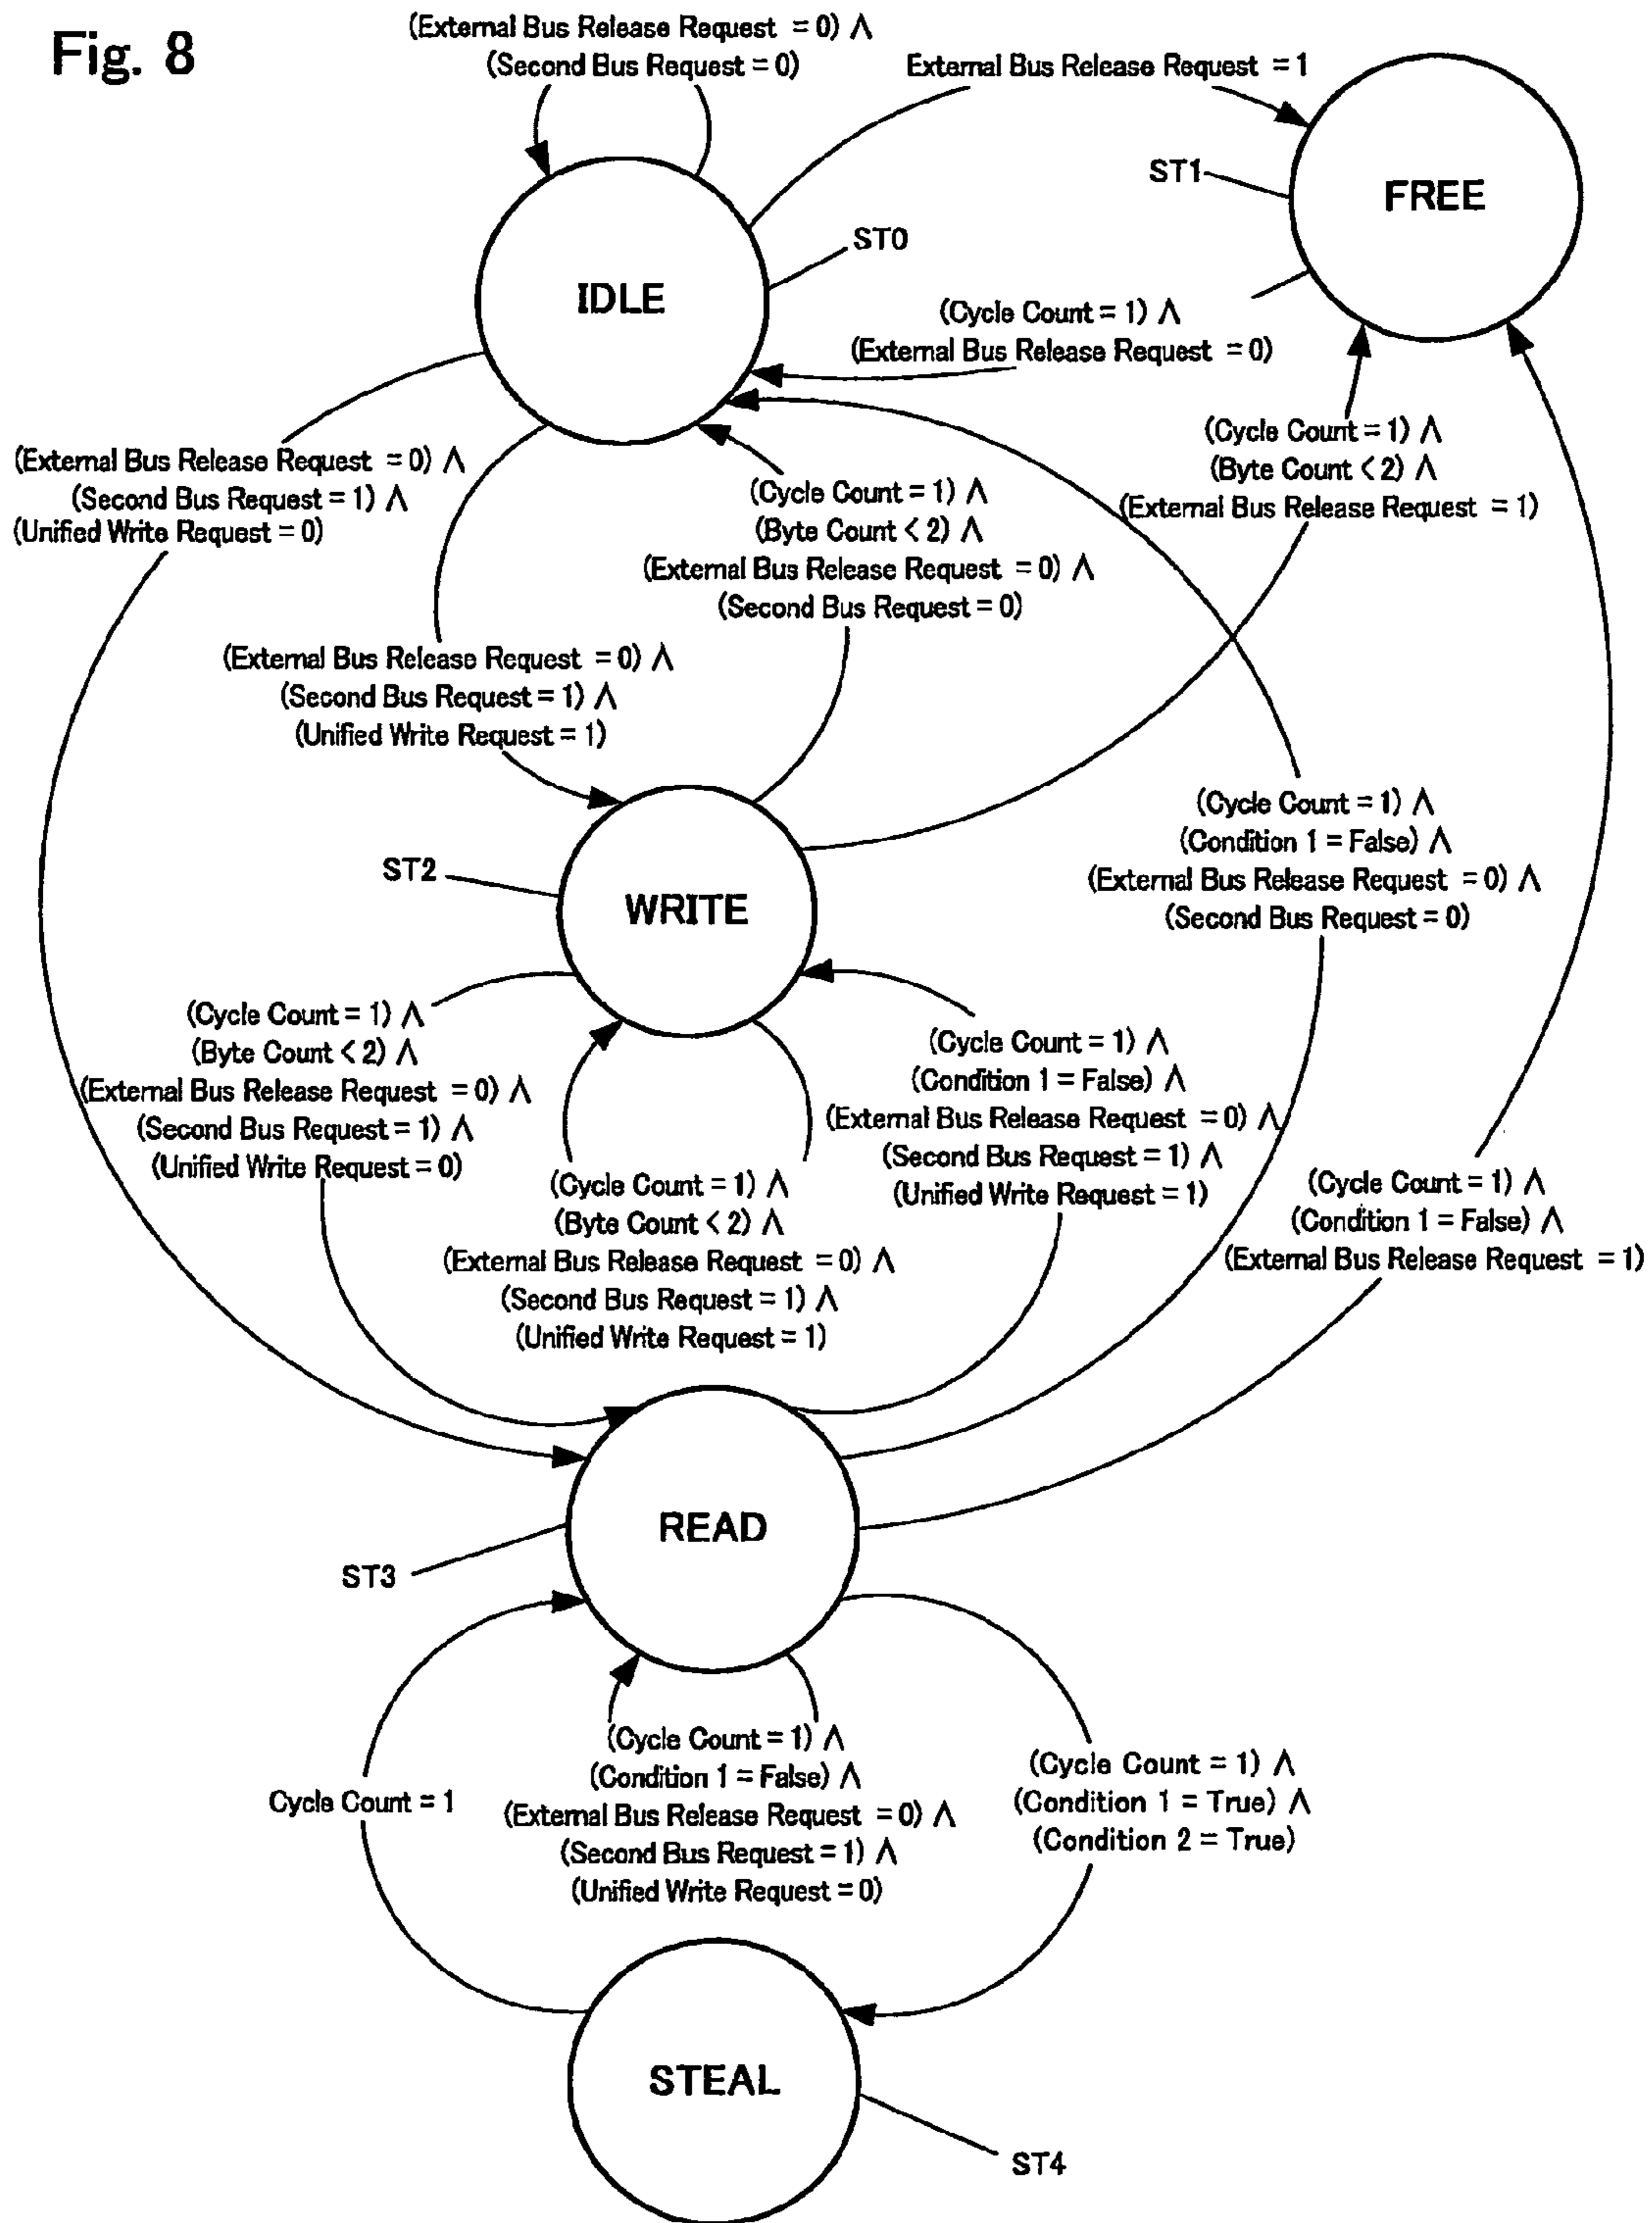 Fig. 8
(External Bus Release Request = 0) ∧
(Second Bus Request = 0)
External Bus Release Request = 1
ST1
FREE
ST0
IDLE
(Cycle Count = 1) ∧
(External Bus Release Request = 0)
(External Bus Release Request = 0) ∧
(Second Bus Request = 1) ∧
(Unified Write Request = 0)
(Cycle Count = 1) ∧
(Byte Count < 2) ∧
(External Bus Release Request = 0) ∧
(Second Bus Request = 0)
(Cycle Count = 1) ∧
(Byte Count < 2) ∧
(External Bus Release Request = 1)
(External Bus Release Request = 0) ∧
(Second Bus Request = 1) ∧
(Unified Write Request = 1)
(Cycle Count = 1) ∧
(Condition 1 = False) ∧
(External Bus Release Request = 0) ∧
(Second Bus Request = 0)
ST2
WRITE
(Cycle Count = 1) ∧
(Byte Count < 2) ∧
(External Bus Release Request = 0) ∧
(Second Bus Request = 1) ∧
(Unified Write Request = 0)
(Cycle Count = 1) ∧
(Byte Count < 2) ∧
(External Bus Release Request = 0) ∧
(Second Bus Request = 1) ∧
(Unified Write Request = 1)
(Cycle Count = 1) ∧
(Condition 1 = False) ∧
(External Bus Release Request = 0) ∧
(Second Bus Request = 1) ∧
(Unified Write Request = 1)
(Cycle Count = 1) ∧
(Condition 1 = False) ∧
(External Bus Release Request = 1)
READ
ST3
Cycle Count = 1
(Cycle Count = 1) ∧
(Condition 1 = False) ∧
(External Bus Release Request = 0) ∧
(Second Bus Request = 1) ∧
(Unified Write Request = 0)
(Cycle Count = 1) ∧
(Condition 1 = True) ∧
(Condition 2 = True)
STEAL
ST4